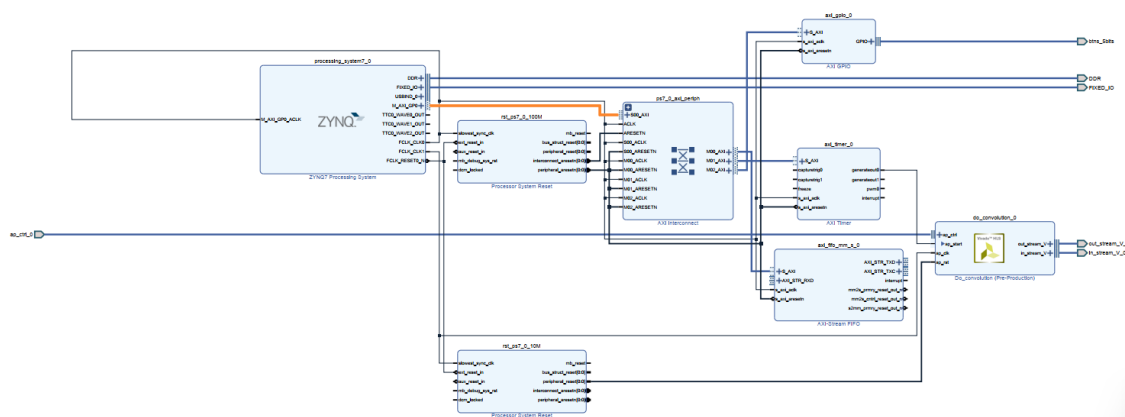 axi_gpio_0
S_AXI
s_axi_aclk
s_axi_aresetn
GPIO
AXI GPIO
btns_5bits
processing_system7_0
DDR
FIXED_IO
USBIND_0
M_AXI_GP0
TTC0_WAVE0_OUT
TTC0_WAVE1_OUT
TTC0_WAVE2_OUT
FCLK_CLK0
FCLK_CLK1
FCLK_RESET0_N
M_AXI_GP0_ACLK
ZYNQ
ZYNQ7 Processing System
DDR
FIXED_IO
rst_ps7_0_100M
slowest_sync_clk
ext_reset_in
aux_reset_in
mb_debug_sys_rst
dcm_locked
mb_reset
bus_struct_reset[0:0]
peripheral_reset[0:0]
interconnect_aresetn[0:0]
peripheral_aresetn[0:0]
Processor System Reset
ps7_0_axi_periph
S00_AXI
ACLK
ARESETN
S00_ACLK
S00_ARESETN
M00_ACLK
M00_ARESETN
M01_ACLK
M01_ARESETN
M02_ACLK
M02_ARESETN
M00_AXI
M01_AXI
M02_AXI
AXI Interconnect
axi_timer_0
S_AXI
capturetrig0
capturetrig1
freeze
s_axi_aclk
s_axi_aresetn
generateout0
generateout1
pwm0
interrupt
AXI Timer
ap_ctrl_0
do_convolution_0
ap_ctrl
ap_start
ap_clk
ap_rst
out_stream_V
in_stream_V
Do_convolution (Pre-Production)
out_stream_V_
in_stream_V_0
axi_fifo_mm_s_0
S_AXI
AXI_STR_RXD
s_axi_aclk
s_axi_aresetn
AXI_STR_TXD
AXI_STR_TXC
interrupt
mm2s_prmry_reset_out_n
mm2s_cntrl_reset_out_n
s2mm_prmry_reset_out_n
AXI-Stream FIFO
rst_ps7_0_10M
slowest_sync_clk
ext_reset_in
aux_reset_in
mb_debug_sys_rst
dcm_locked
mb_reset
bus_struct_reset[0:0]
peripheral_reset[0:0]
interconnect_aresetn[0:0]
peripheral_aresetn[0:0]
Processor System Reset